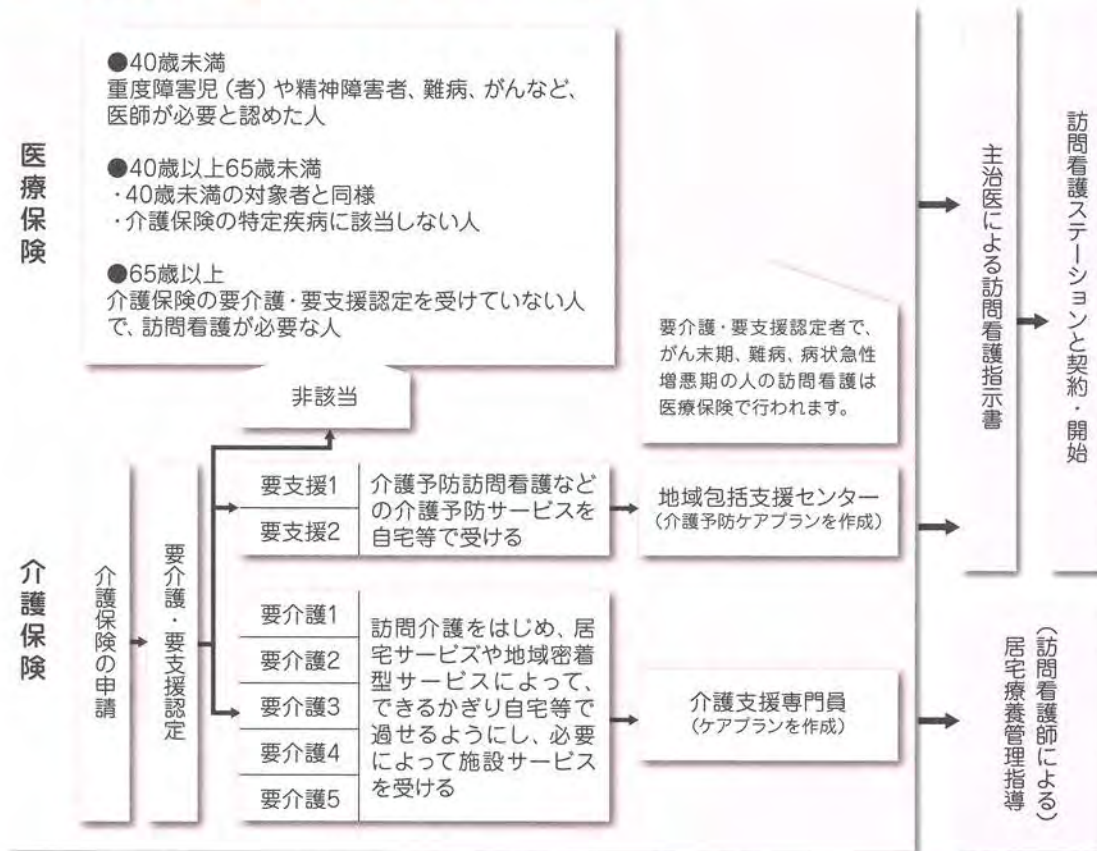 医療保険
●40歳未満
重度障害児（者）や精神障害者、難病、がんなど、
医師が必要と認めた人
●40歳以上65歳未満
・40歳未満の対象者と同様
・介護保険の特定疾病に該当しない人
●65歳以上
介護保険の要介護・要支援認定を受けていない人
で、訪問看護が必要な人
非該当
要介護・要支援認定者で、
がん末期、難病、病状急性
増悪期の人の訪問看護は
医療保険で行われます。
介護保険
介護保険の申請
要介護・要支援認定
要支援1
要支援2
介護予防訪問看護など
の介護予防サービスを
自宅等で受ける
地域包括支援センター
（介護予防ケアプランを作成）
要介護1
要介護2
要介護3
要介護4
要介護5
訪問介護をはじめ、居
宅サービズや地域密着
型サービスによって、
できるかぎり自宅等で
過せるようにし、必要
によって施設サービス
を受ける
介護支援専門員
（ケアプランを作成）
主治医による訪問看護指示書
訪問看護ステーションと契約・開始
（訪問看護師による）
居宅療養管理指導